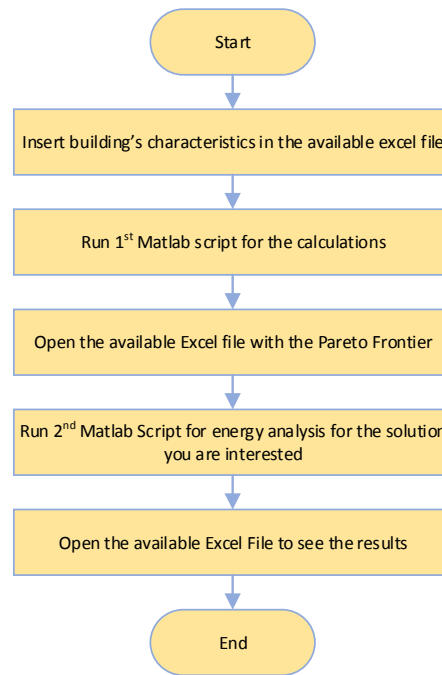 Start
Insert building's characteristics in the available excel file
Run 1st Matlab script for the calculations
Open the available Excel file with the Pareto Frontier
Run 2nd Matlab Script for energy analysis for the solution
you are interested
Open the available Excel File to see the results
End